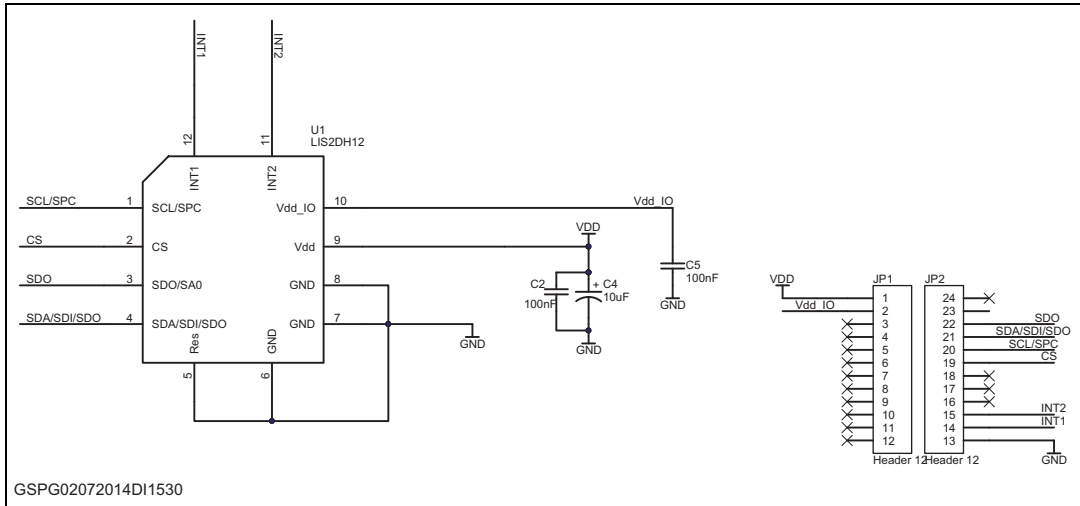 INT1
INT2
12
11
U1
LIS2DH12
INT1
INT2
SCL/SPC
1
SCL/SPC
Vdd_IO
10
Vdd_IO
CS
2
CS
Vdd
9
VDD
SDO
3
SDO/SA0
GND
8
C2
100nF
+
C4
10uF
C5
100nF
GND
SDA/SDI/SDO
4
SDA/SDI/SDO
GND
7
GND
GND
Res
GND
5
6
VDD
Vdd_IO
JP1
1
2
3
4
5
6
7
8
9
10
11
12
Header 12
JP2
24
23
22
SDO
21
SDA/SDI/SDO
20
SCL/SPC
19
CS
18
17
16
15
INT2
14
INT1
13
GND
Header 12
GSPG02072014DI1530